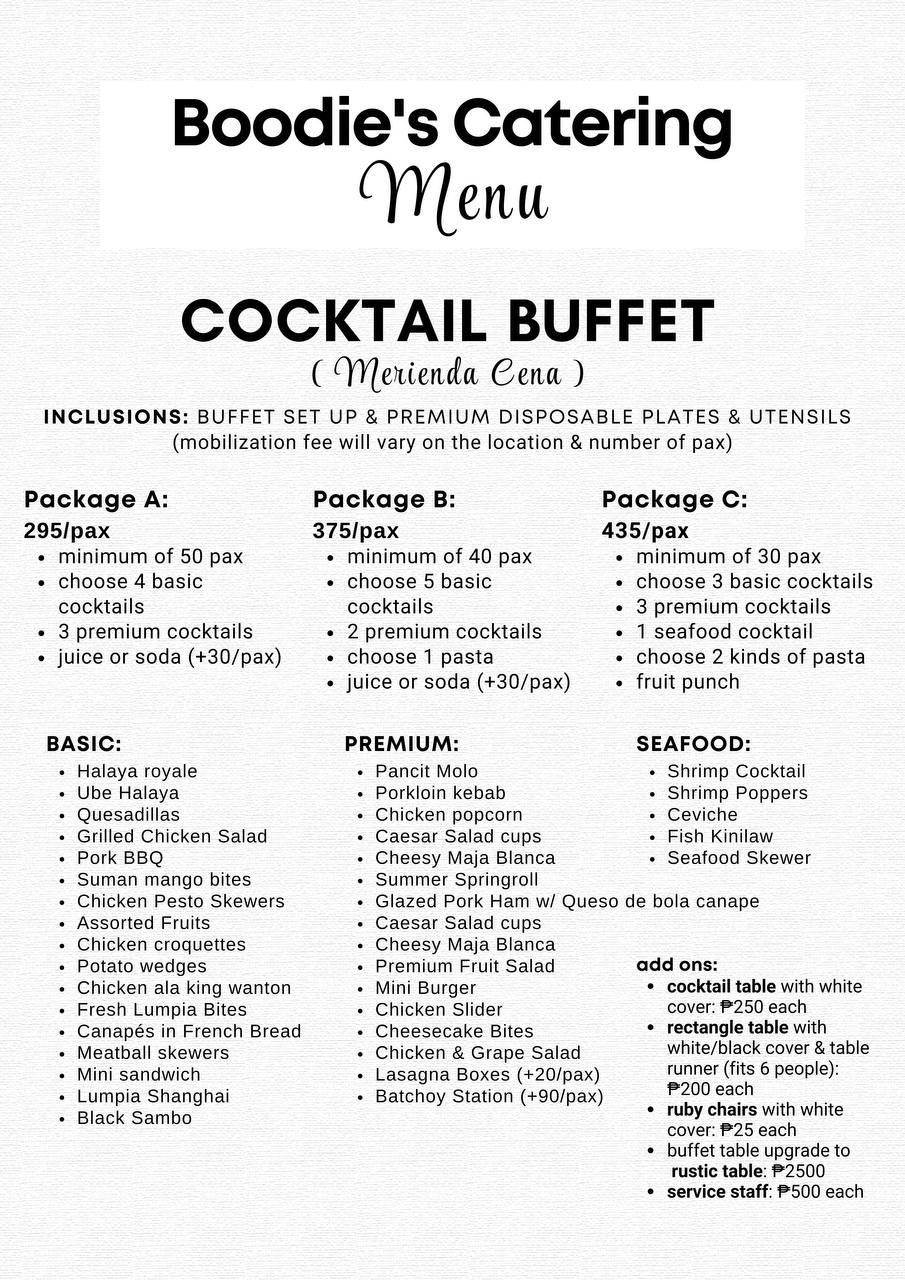 Boodie's Catering
Menu
COCKTAIL BUFFET
( Merienda Cena )
INCLUSIONS: BUFFET SET UP & PREMIUM DISPOSABLE PLATES & UTENSILS
(mobilization fee will vary on the location & number of pax)
Package A:
295/pax
• minimum of 50 pax
• choose 4 basic
cocktails
• 3 premium cocktails
• juice or soda (+30/pax)
Package B:
375/pax
• minimum of 40 pax
• choose 5 basic
cocktails
• 2 premium cocktails
• choose 1 pasta
• juice or soda (+30/pax)
Package C:
435/pax
• minimum of 30 pax
• choose 3 basic cocktails
• 3 premium cocktails
• 1 seafood cocktail
• choose 2 kinds of pasta
• fruit punch
BASIC:
• Halaya royale
• Ube Halaya
• Quesadillas
• Grilled Chicken Salad
• Pork BBQ
• Suman mango bites
• Chicken Pesto Skewers
• Assorted Fruits
• Chicken croquettes
• Potato wedges
• Chicken ala king wanton
• Fresh Lumpia Bites
• Canapés in French Bread
• Meatball skewers
• Mini sandwich
• Lumpia Shanghai
• Black Sambo
PREMIUM:
• Pancit Molo
• Porkloin kebab
• Chicken popcorn
• Caesar Salad cups
• Cheesy Maja Blanca
• Summer Springroll
• Glazed Pork Ham w/ Queso de bola canape
• Caesar Salad cups
• Cheesy Maja Blanca
• Premium Fruit Salad
• Mini Burger
• Chicken Slider
• Cheesecake Bites
• Chicken & Grape Salad
• Lasagna Boxes (+20/pax)
• Batchoy Station (+90/pax)
SEAFOOD:
• Shrimp Cocktail
• Shrimp Poppers
• Ceviche
• Fish Kinilaw
• Seafood Skewer
add ons:
• cocktail table with white
cover: ₱250 each
• rectangle table with
white/black cover & table
runner (fits 6 people):
₱200 each
• ruby chairs with white
cover: ₱25 each
• buffet table upgrade to
rustic table: ₱2500
• service staff: ₱500 each